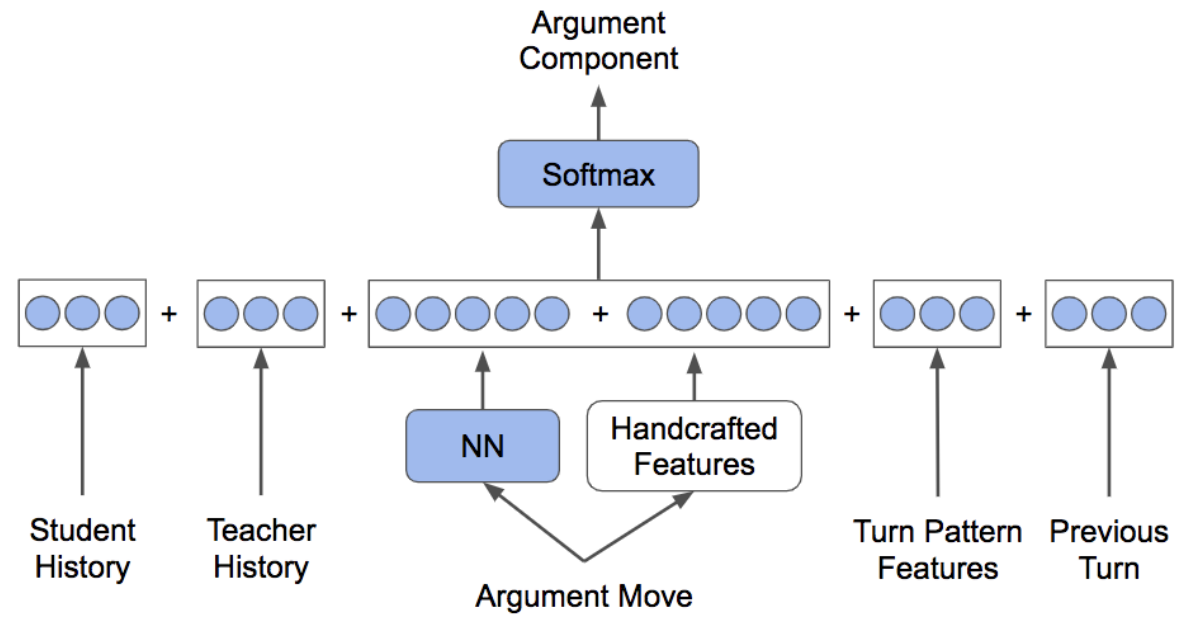 Argument
Component
Softmax
+ + + + +
NN
Handcrafted
Features
Student
History
Teacher
History
Turn Pattern
Features
Previous
Turn
Argument Move